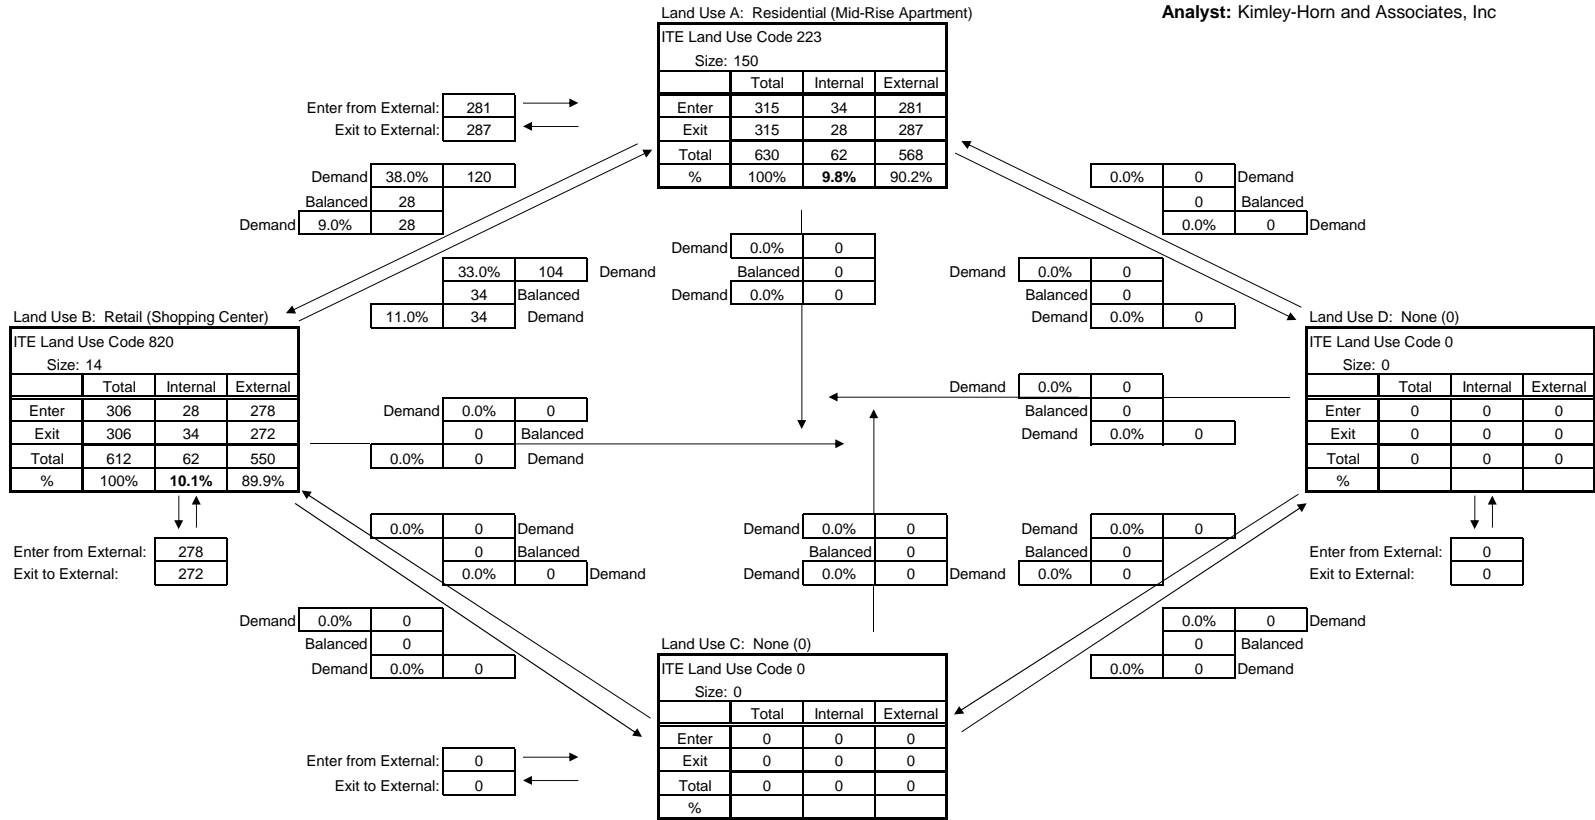 Land Use A: Residential (Mid-Rise Apartment)
Analyst: Kimley-Horn and Associates, Inc
ITE Land Use Code 223
Size: 150
Total Internal External
Enter 315 34 281
Exit 315 28 287
Total 630 62 568
% 100% 9.8% 90.2%
Enter from External: 281
Exit to External: 287
Demand 38.0% 120
Balanced 28
Demand 9.0% 28
0.0% 0 Demand
0 Balanced
0.0% 0 Demand
33.0% 104 Demand
34 Balanced
11.0% 34 Demand
Demand 0.0% 0
Balanced 0
Demand 0.0% 0
Demand 0.0% 0
Balanced 0
Demand 0.0% 0
Land Use B: Retail (Shopping Center)
ITE Land Use Code 820
Size: 14
Total Internal External
Enter 306 28 278
Exit 306 34 272
Total 612 62 550
% 100% 10.1% 89.9%
Land Use D: None (0)
ITE Land Use Code 0
Size: 0
Total Internal External
Enter 0 0 0
Exit 0 0 0
Total 0 0 0
%
Demand 0.0% 0
0 Balanced
0.0% 0 Demand
Demand 0.0% 0
Balanced 0
Demand 0.0% 0
Enter from External: 278
Exit to External: 272
0.0% 0 Demand
0 Balanced
0.0% 0 Demand
Demand 0.0% 0
Balanced 0
Demand 0.0% 0
Demand 0.0% 0
Balanced 0
Demand 0.0% 0
Enter from External: 0
Exit to External: 0
Demand 0.0% 0
Balanced 0
Demand 0.0% 0
0.0% 0 Demand
0 Balanced
0.0% 0 Demand
Land Use C: None (0)
ITE Land Use Code 0
Size: 0
Total Internal External
Enter 0 0 0
Exit 0 0 0
Total 0 0 0
%
Enter from External: 0
Exit to External: 0